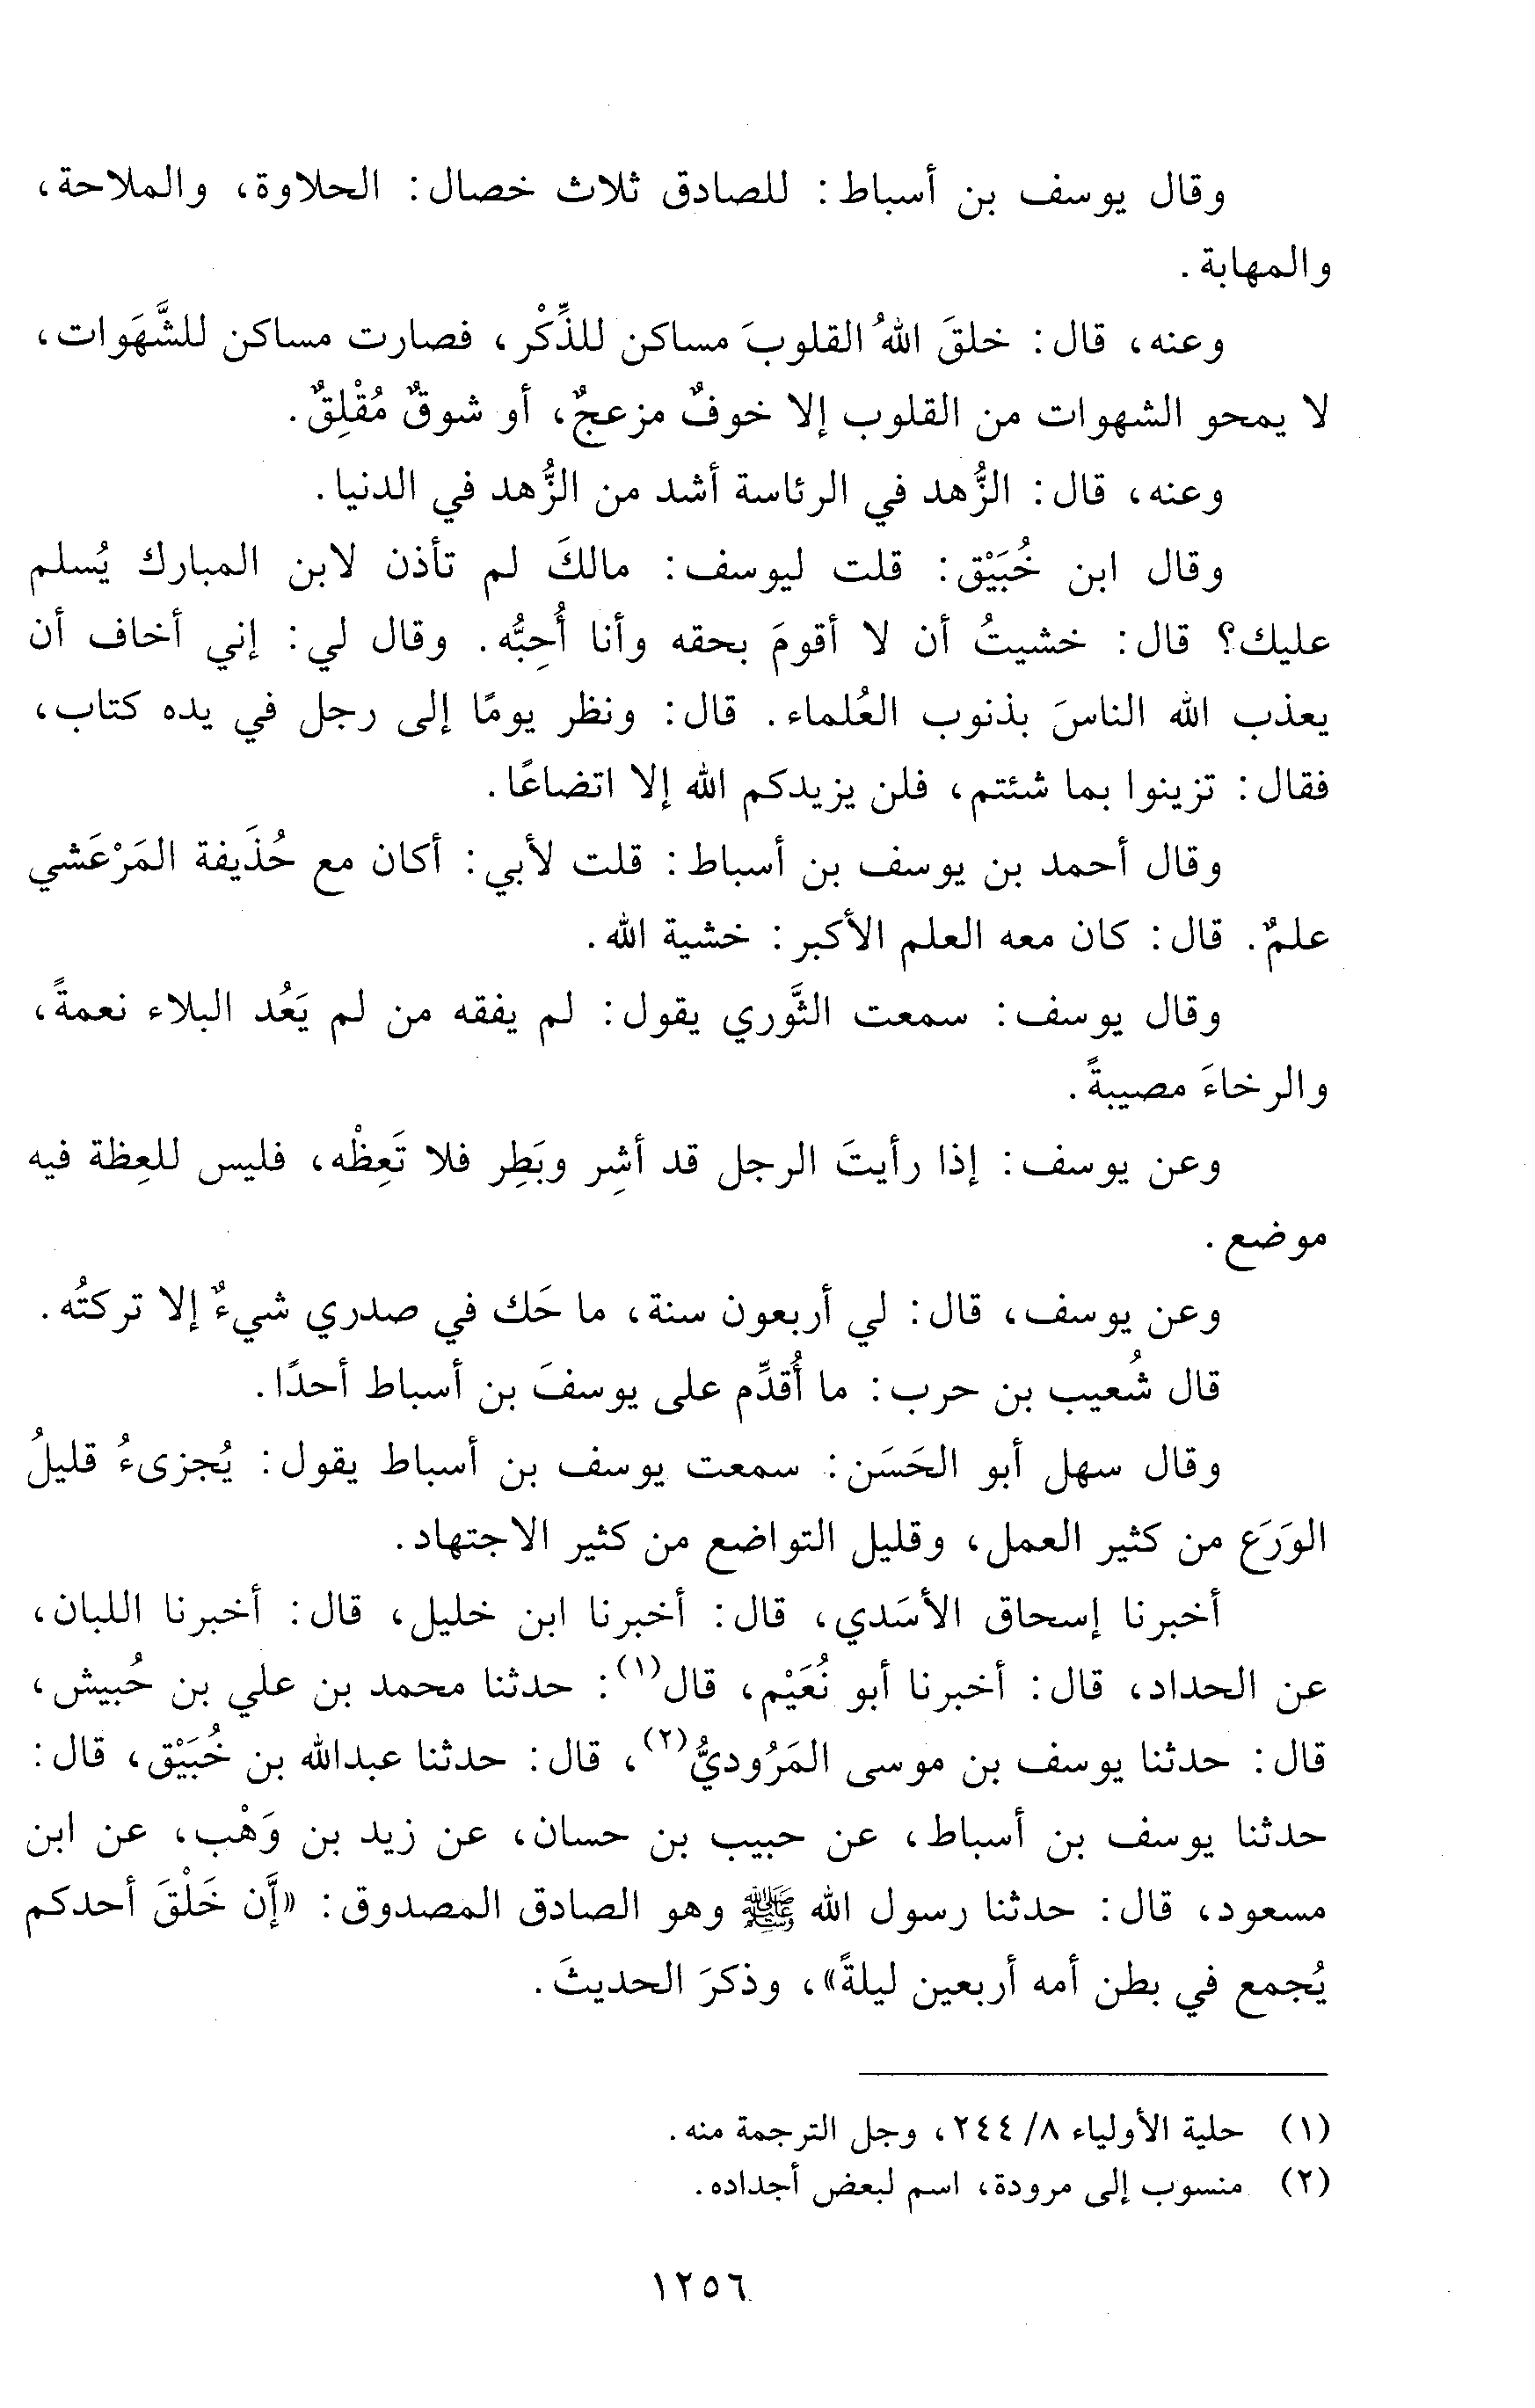 وقال يوسف بن أسباط: للصادق ثلاث خصال: الحلاوة، والملاحة،
والمهابة.
وعنه، قال: خلقَ اللهُ القلوبَ مساكن للذِّكْر، فصارت مساكن للشَّهَوات،
لا يمحو الشهوات من القلوب إلا خوفٌ مزعجٌ، أو شوقٌ مُقْلِقٌ.
وعنه، قال: الزُّهد في الرئاسة أشد من الزُّهد في الدنيا.
وقال ابن خُبَيْق: قلت ليوسف: مالكَ لم تأذن لابن المبارك يُسلم
عليك؟ قال: خشيتُ أن لا أقومَ بحقه وأنا أُحِبُّه. وقال لي: إني أخاف أن
يعذب الله الناسَ بذنوب العُلماء. قال: ونظر يومًا إلى رجل في يده كتاب،
فقال: تزينوا بما شئتم، فلن يزيدكم الله إلا اتضاعًا.
وقال أحمد بن يوسف بن أسباط: قلت لأبي: أكان مع حُذَيفة المَرْعَشي
علمٌ. قال: كان معه العلم الأكبر: خشية الله.
وقال يوسف: سمعت الثَّوري يقول: لم يفقه من لم يَعُد البلاء نعمةً،
والرخاءَ مصيبةً.
وعن يوسف: إذا رأيتَ الرجل قد أشِر وبَطِر فلا تَعِظْه، فليس للعِظة فيه
موضع.
وعن يوسف، قال: لي أربعون سنة، ما حَك في صدري شيءٌ إلا تركتُه.
قال شُعيب بن حرب: ما أُقدِّم على يوسفَ بن أسباط أحدًا.
وقال سهل أبو الحَسَن: سمعت يوسف بن أسباط يقول: يُجزىءُ قليلُ
الوَرَع من كثير العمل، وقليل التواضع من كثير الاجتهاد.
أخبرنا إسحاق الأسَدي، قال: أخبرنا ابن خليل، قال: أخبرنا اللبان،
عن الحداد، قال: أخبرنا أبو نُعَيْم، قال(١): حدثنا محمد بن علي بن حُبيش،
قال: حدثنا يوسف بن موسى المَرُوديُّ(٢)، قال: حدثنا عبدالله بن خُبَيْق، قال:
حدثنا يوسف بن أسباط، عن حبيب بن حسان، عن زيد بن وَهْب، عن ابن
مسعود، قال: حدثنا رسول الله ﷺ وهو الصادق المصدوق: «إَّن خَلْقَ أحدكم
يُجمع في بطن أمه أربعين ليلةً»، وذكرَ الحديثَ.
(١) حلية الأولياء ٨/ ٢٤٤، وجل الترجمة منه.
(٢) منسوب إلى مرودة، اسم لبعض أجداده.
١٢٥٦